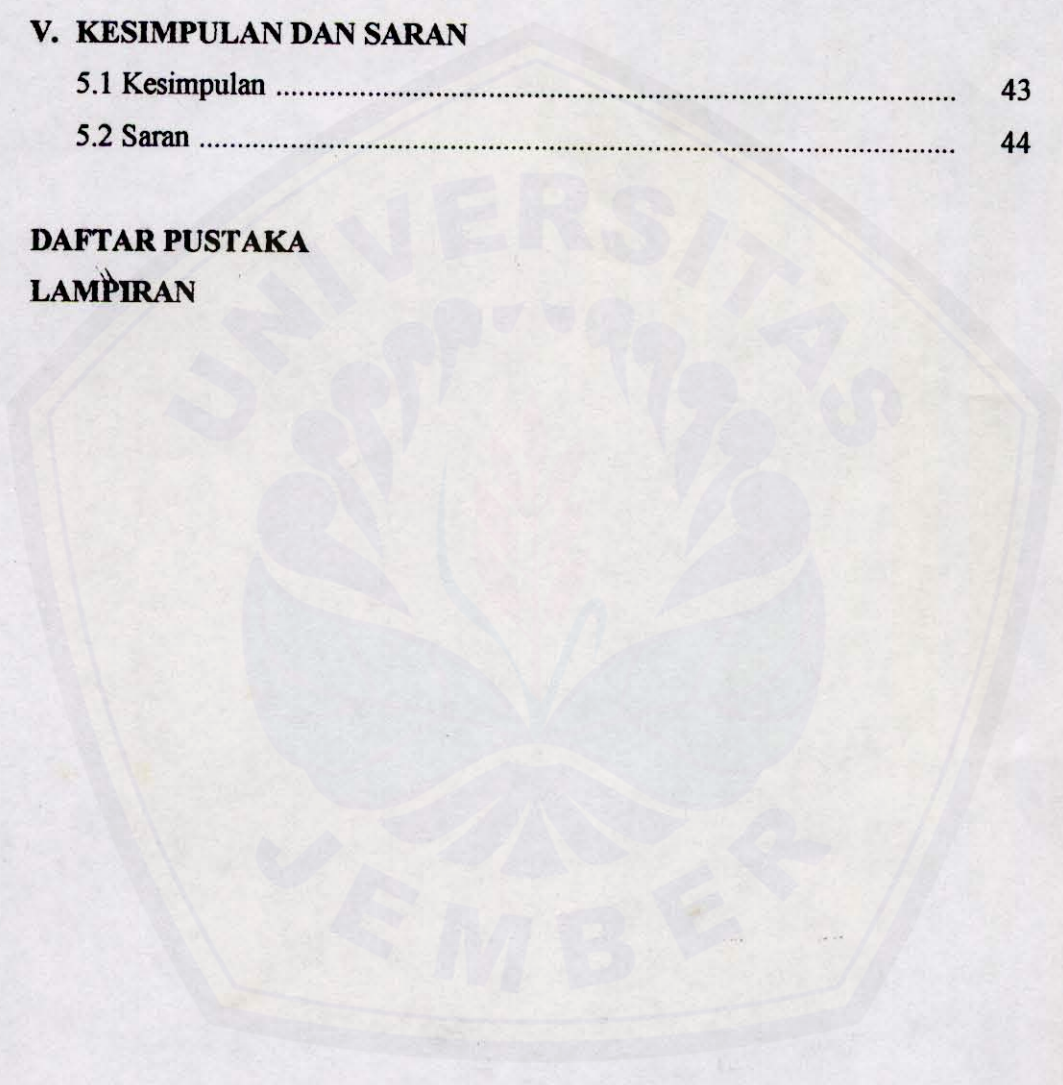 V. KESIMPULAN DAN SARAN
5.1 Kesimpulan ........................................................................................ 43
5.2 Saran .................................................................................................. 44
DAFTAR PUSTAKA
LAMPIRAN
UNIVERSITAS
JEMBER